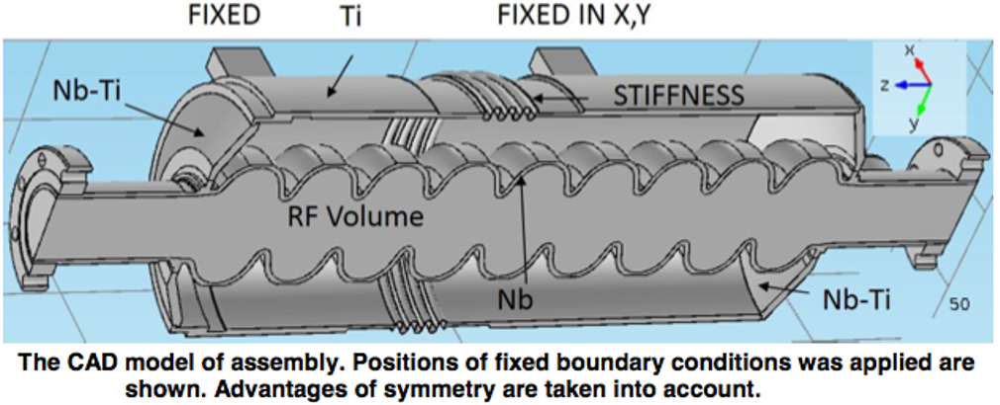 FIXED Ti FIXED IN X,Y
Nb-Ti STIFFNESS
x
z
y
RF Volume
Nb Nb-Ti 50
The CAD model of assembly. Positions of fixed boundary conditions was applied are
shown. Advantages of symmetry are taken into account.